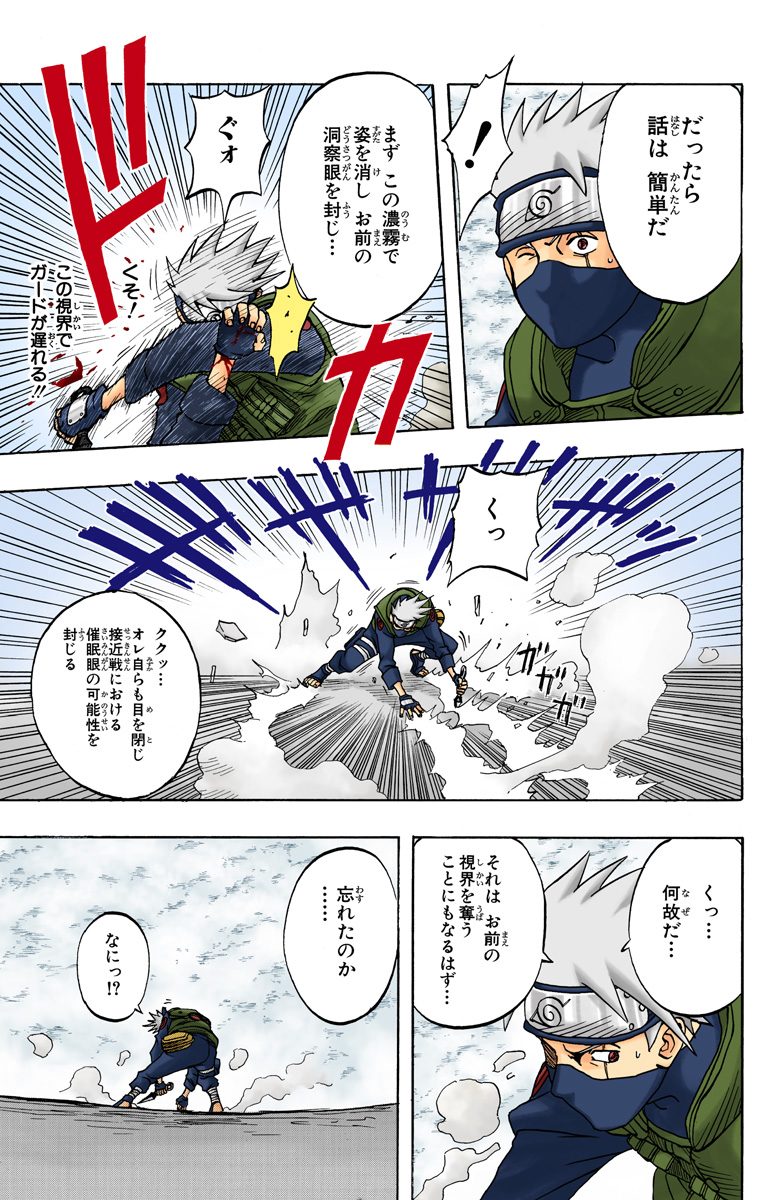 だったら
話は 簡単だ
!
まず この濃霧で
姿を消し お前の
洞察眼を封じ…
ぐォ
ドカ
くそ!
この視界で
ガードが遅れる!!
くっ
ザザザザ
ガガガ
ククッ…
オレ自らも目を閉じ
接近戦における
催眠眼の可能性を
封じる
くっ…
何故だ…
それは お前の
視界を奪う
ことにもなるはず…
忘れたのか
……
なにっ!?